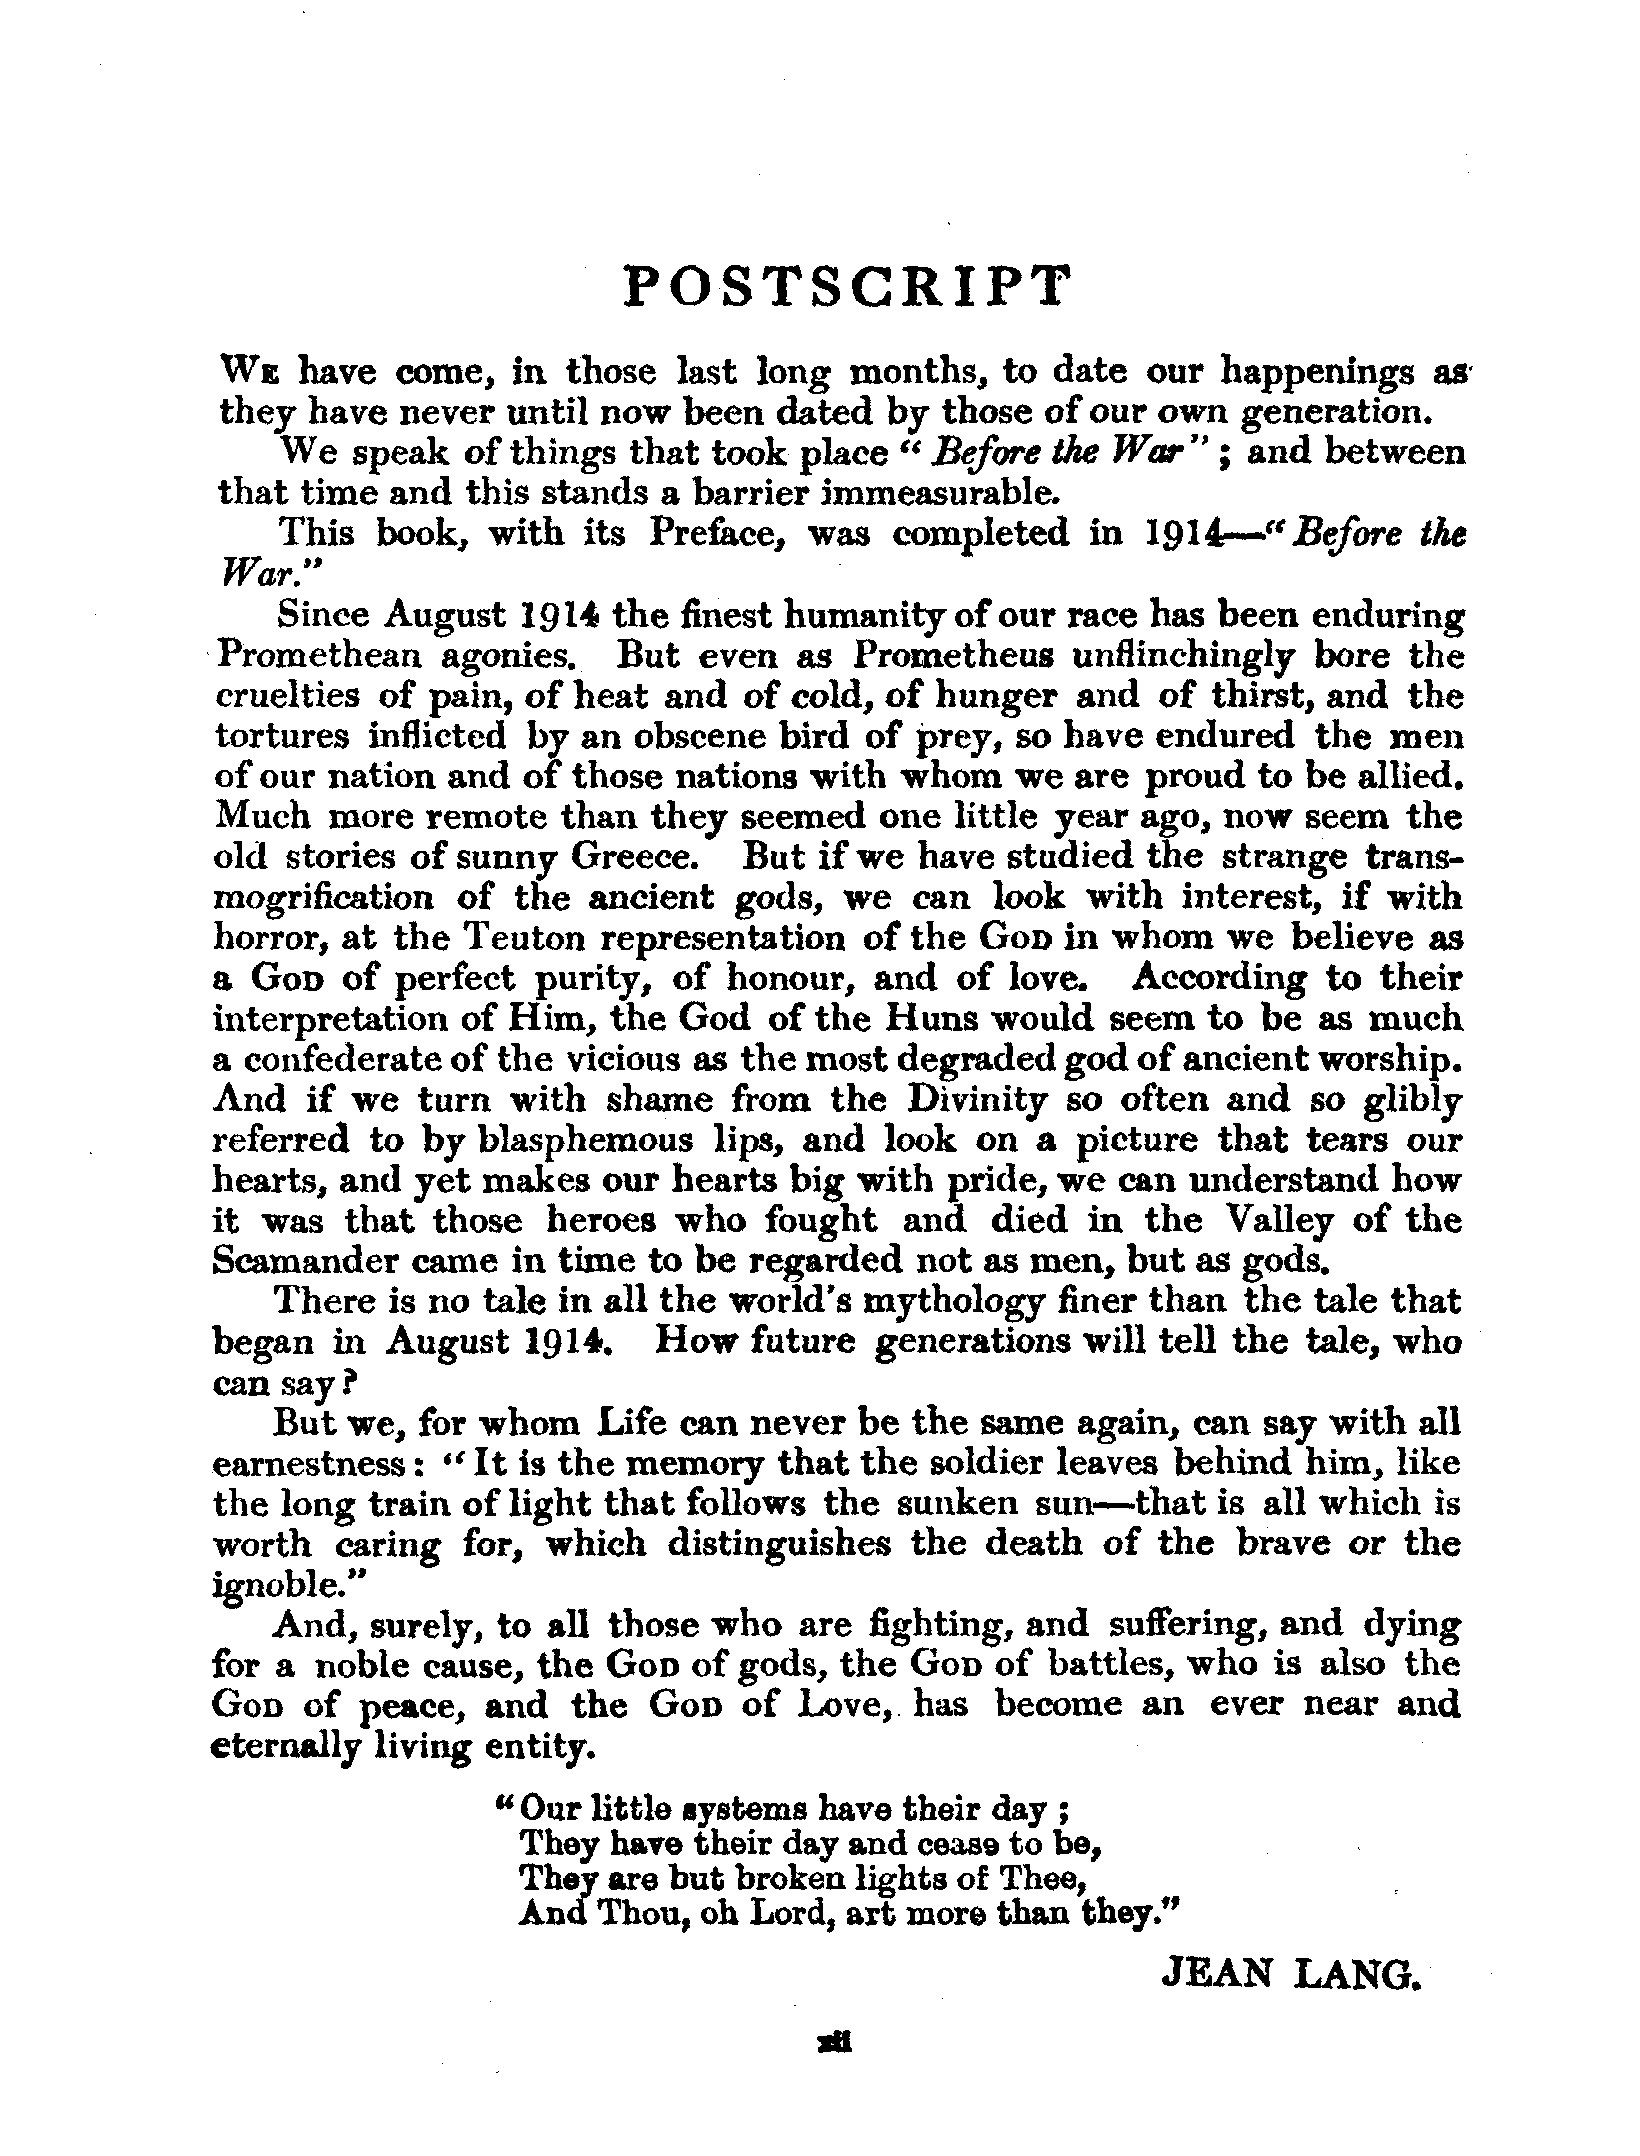 POSTSCRIPT
WE have come, in those last long months, to date our happenings as
they have never until now been dated by those of our own generation.
We speak of things that took place “ Before the War” ; and between
that time and this stands a barrier immeasurable.
This book, with its Preface, was completed in 1914—“ Before the
War.”
Since August 1914 the finest humanity of our race has been enduring
Promethean agonies. But even as Prometheus unflinchingly bore the
cruelties of pain, of heat and of cold, of hunger and of thirst, and the
tortures inflicted by an obscene bird of prey, so have endured the men
of our nation and of those nations with whom we are proud to be allied.
Much more remote than they seemed one little year ago, now seem the
old stories of sunny Greece. But if we have studied the strange trans-
mogrification of the ancient gods, we can look with interest, if with
horror, at the Teuton representation of the GOD in whom we believe as
a GOD of perfect purity, of honour, and of love. According to their
interpretation of Him, the God of the Huns would seem to be as much
a confederate of the vicious as the most degraded god of ancient worship.
And if we turn with shame from the Divinity so often and so glibly
referred to by blasphemous lips, and look on a picture that tears our
hearts, and yet makes our hearts big with pride, we can understand how
it was that those heroes who fought and died in the Valley of the
Scamander came in time to be regarded not as men, but as gods.
There is no tale in all the world's mythology finer than the tale that
began in August 1914. How future generations will tell the tale, who
can say ?
But we, for whom Life can never be the same again, can say with all
earnestness : “ It is the memory that the soldier leaves behind him, like
the long train of light that follows the sunken sun—that is all which is
worth caring for, which distinguishes the death of the brave or the
ignoble.”
And, surely, to all those who are fighting, and suffering, and dying
for a noble cause, the GOD of gods, the GOD of battles, who is also the
GOD of peace, and the GOD of Love, has become an ever near and
eternally living entity.
“ Our little systems have their day ;
They have their day and cease to be,
They are but broken lights of Thee,
And Thou, oh Lord, art more than they.”
JEAN LANG.
xii